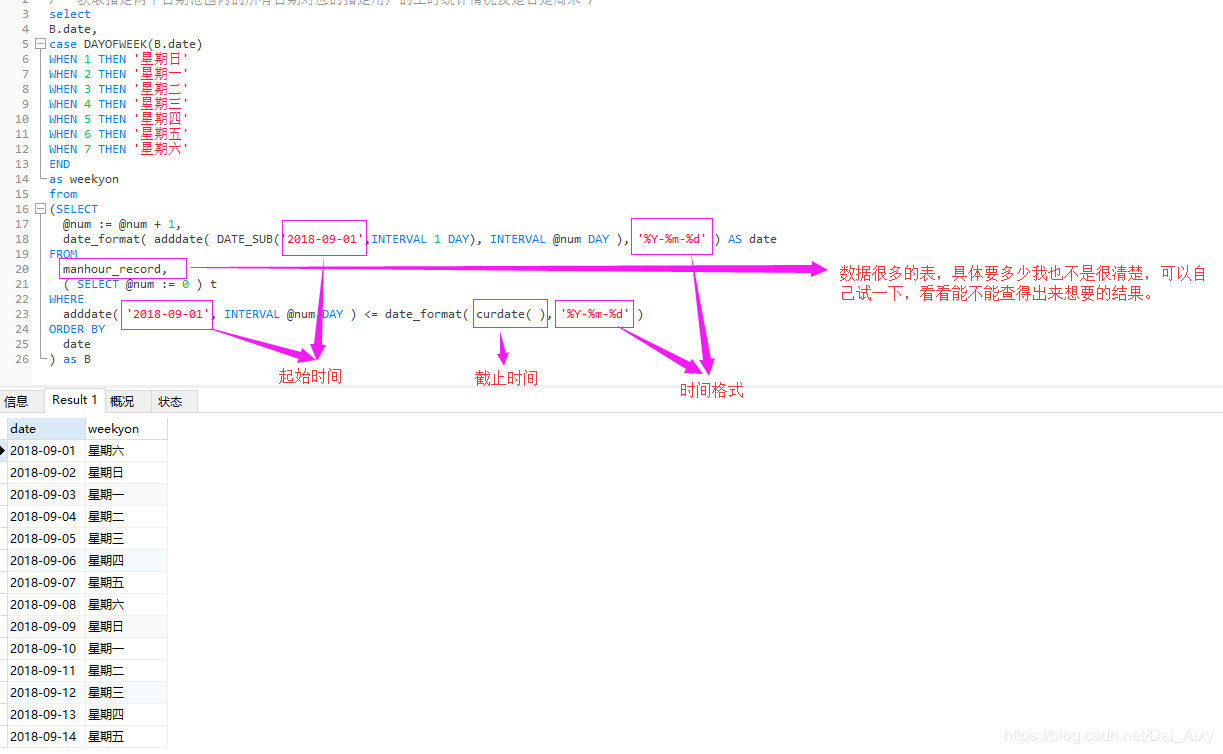 3 select
4 B.date,
5 case DAYOFWEEK(B.date)
6 WHEN 1 THEN '星期日'
7 WHEN 2 THEN '星期一'
8 WHEN 3 THEN '星期二'
9 WHEN 4 THEN '星期三'
10 WHEN 5 THEN '星期四'
11 WHEN 6 THEN '星期五'
12 WHEN 7 THEN '星期六'
13 END
14 as weekyon
15 from
16 (SELECT
17 @num := @num + 1,
18 date_format( adddate( DATE_SUB('2018-09-01',INTERVAL 1 DAY), INTERVAL @num DAY ), '%Y-%m-%d' ) AS date
19 FROM
20 manhour_record,
21 ( SELECT @num := 0 ) t
22 WHERE
23 adddate( '2018-09-01', INTERVAL @num DAY ) <= date_format( curdate( ), '%Y-%m-%d' )
24 ORDER BY
25 date
26 ) as B
数据很多的表，具体要多少我也不是很清楚，可以自
己试一下，看看能不能查得出来想要的结果。
起始时间
截止时间
时间格式
信息 Result 1 概况 状态
date weekyon
2018-09-01 星期六
2018-09-02 星期日
2018-09-03 星期一
2018-09-04 星期二
2018-09-05 星期三
2018-09-06 星期四
2018-09-07 星期五
2018-09-08 星期六
2018-09-09 星期日
2018-09-10 星期一
2018-09-11 星期二
2018-09-12 星期三
2018-09-13 星期四
2018-09-14 星期五
https://blog.csdn.net/Dai_Aixy